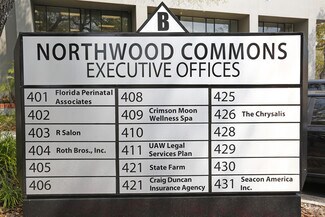 B
NORTHWOOD COMMONS
EXECUTIVE OFFICES
401 Florida Perinatal
Associates
402
403 R Salon
404 Roth Bros., Inc.
405
406
408
409 Crimson Moon
Wellness Spa
410
411 UAW Legal
Services Plan
421 State Farm
421 Craig Duncan
Insurance Agency
425
426 The Chrysalis
428
429
430
431 Seacon America
Inc.